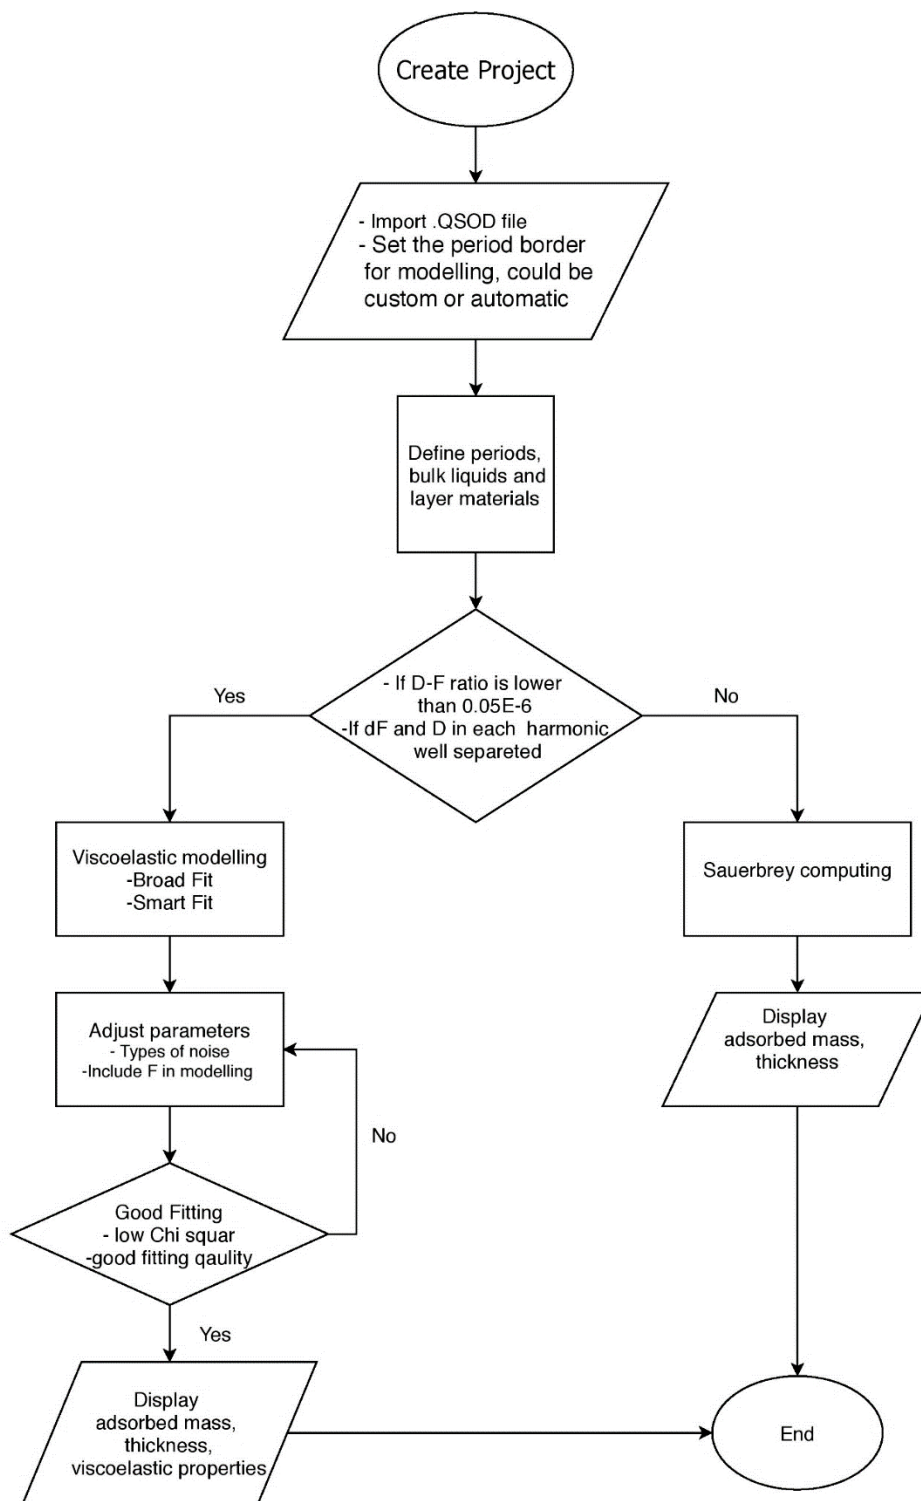 Create Project
- Import .QSOD file
- Set the period border
for modelling, could be
custom or automatic
Define periods,
bulk liquids and
layer materials
- If D-F ratio is lower
than 0.05E-6
-If dF and D in each harmonic
well separeted
Yes
No
Viscoelastic modelling
-Broad Fit
-Smart Fit
Sauerbrey computing
Adjust parameters
- Types of noise
-Include F in modelling
Display
adsorbed mass,
thickness
No
Good Fitting
- low Chi squar
-good fitting qaulity
Yes
Display
adsorbed mass,
thickness,
viscoelastic properties
End